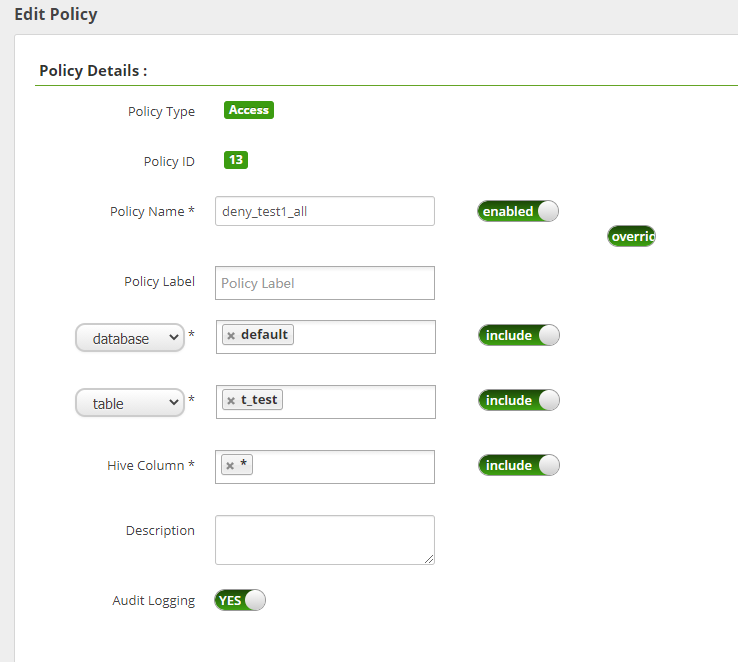 Edit Policy
Policy Details :
Policy Type Access
Policy ID 13
Policy Name * deny_test1_all enabled
overric
Policy Label Policy Label
database * × default include
table * × t_test include
Hive Column * × * include
Description
Audit Logging YES